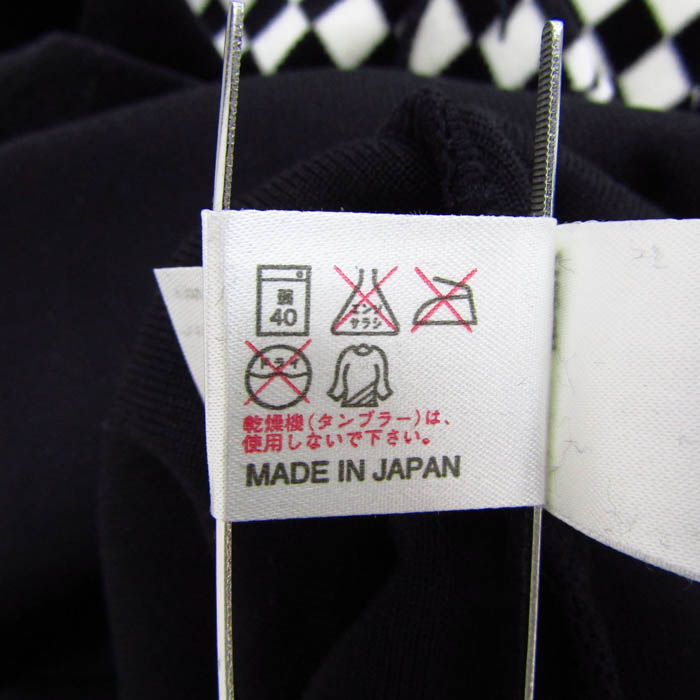 弱
40
エンソ
サラシ
ドライ
乾燥機(タンブラー)は、
使用しないで下さい。
MADE IN JAPAN